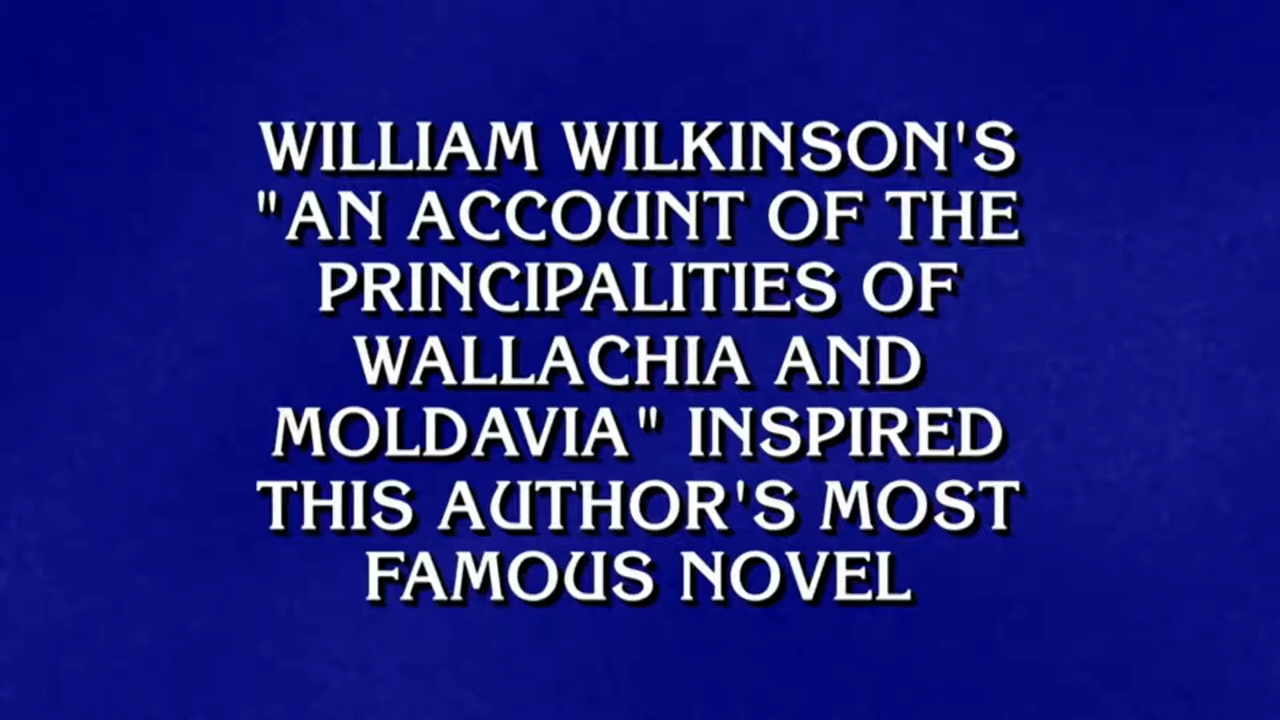 WILLIAM WILKINSON'S
"AN ACCOUNT OF THE
PRINCIPALITIES OF
WALLACHIA AND
MOLDAVIA" INSPIRED
THIS AUTHOR'S MOST
FAMOUS NOVEL